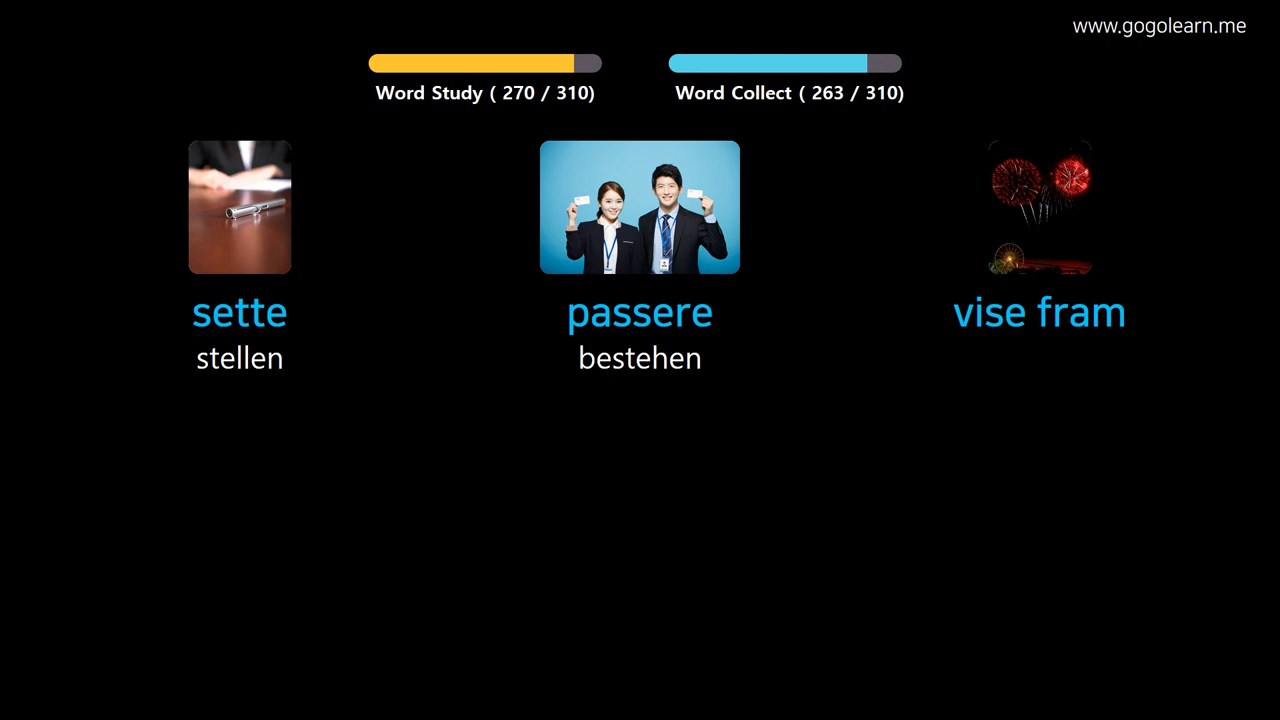 www.gogolearn.me
Word Study ( 270 / 310)
Word Collect ( 263 / 310)
sette
stellen
passere
bestehen
vise fram